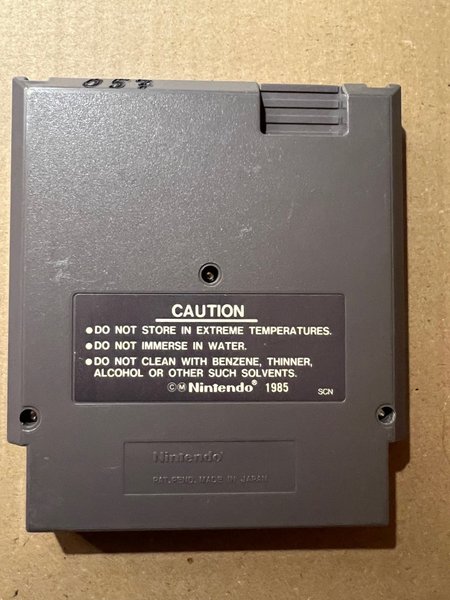 057
CAUTION
●DO NOT STORE IN EXTREME TEMPERATURES.
●DO NOT IMMERSE IN WATER.
●DO NOT CLEAN WITH BENZENE, THINNER,
ALCOHOL OR OTHER SUCH SOLVENTS.
©Ⓜ Nintendo® 1985 SCN
Nintendo®
PAT.PEND. MADE IN JAPAN